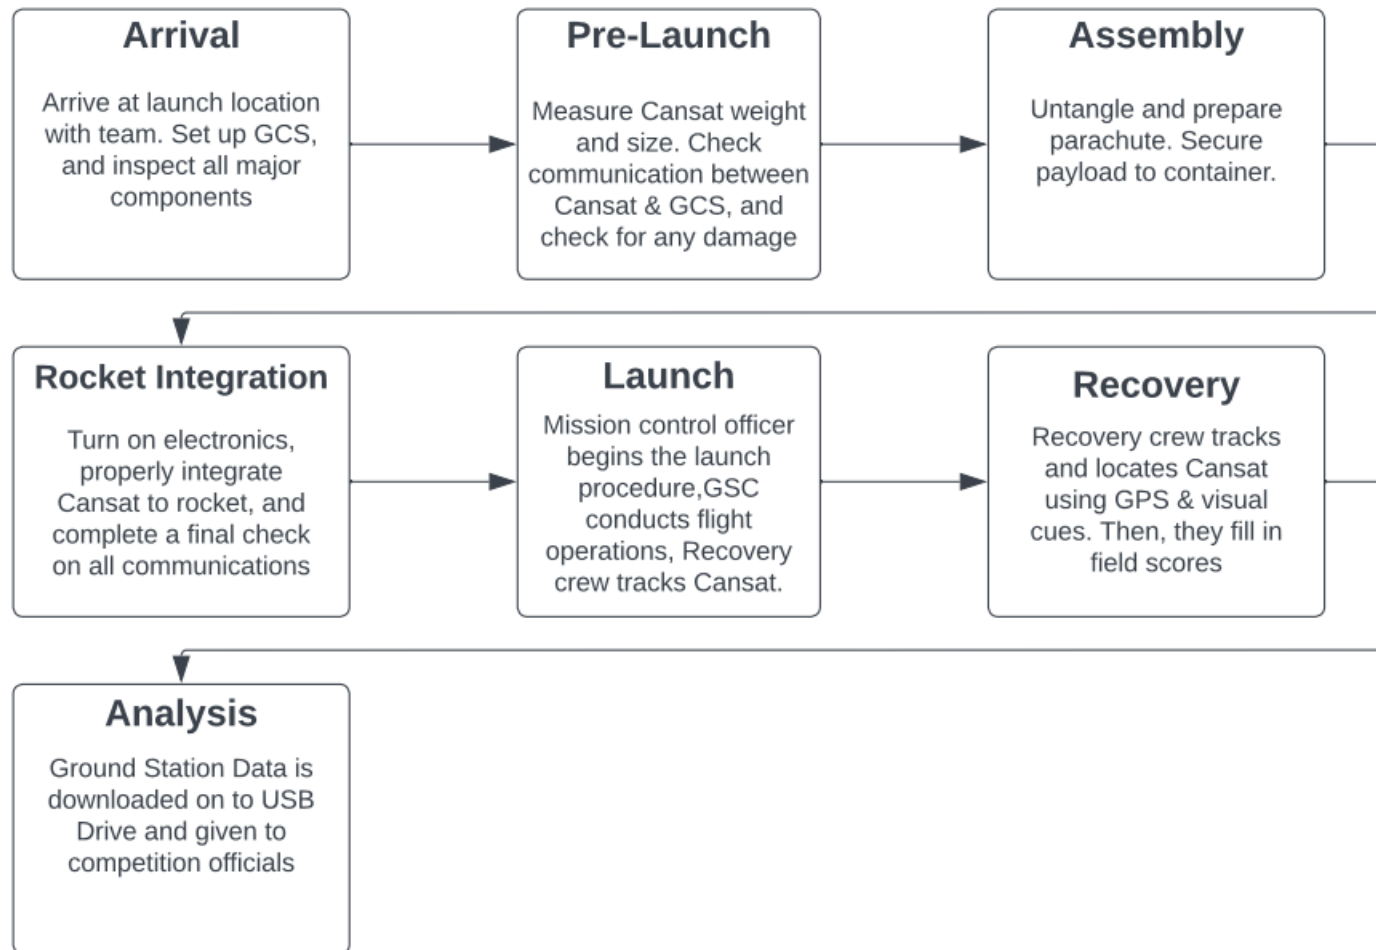 Arrival
Arrive at launch location
with team. Set up GCS,
and inspect all major
components
Pre-Launch
Measure Cansat weight
and size. Check
communication between
Cansat & GCS, and
check for any damage
Assembly
Untangle and prepare
parachute. Secure
payload to container.
Rocket Integration
Turn on electronics,
properly integrate
Cansat to rocket, and
complete a final check
on all communications
Launch
Mission control officer
begins the launch
procedure,GSC
conducts flight
operations, Recovery
crew tracks Cansat.
Recovery
Recovery crew tracks
and locates Cansat
using GPS & visual
cues. Then, they fill in
field scores
Analysis
Ground Station Data is
downloaded on to USB
Drive and given to
competition officials